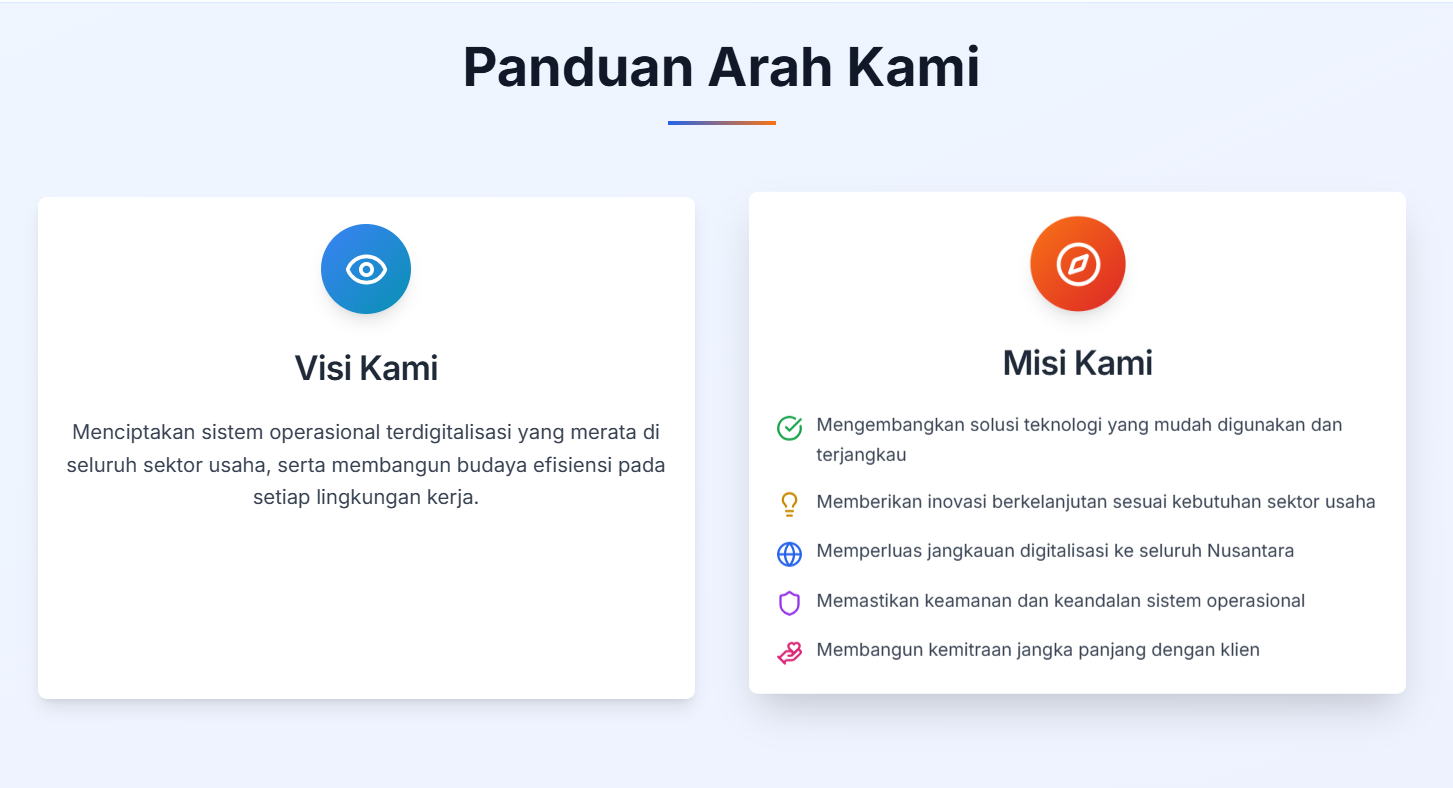 Panduan Arah Kami
Visi Kami
Menciptakan sistem operasional terdigitalisasi yang merata di
seluruh sektor usaha, serta membangun budaya efisiensi pada
setiap lingkungan kerja.
Misi Kami
Mengembangkan solusi teknologi yang mudah digunakan dan
terjangkau
Memberikan inovasi berkelanjutan sesuai kebutuhan sektor usaha
Memperluas jangkauan digitalisasi ke seluruh Nusantara
Memastikan keamanan dan keandalan sistem operasional
Membangun kemitraan jangka panjang dengan klien